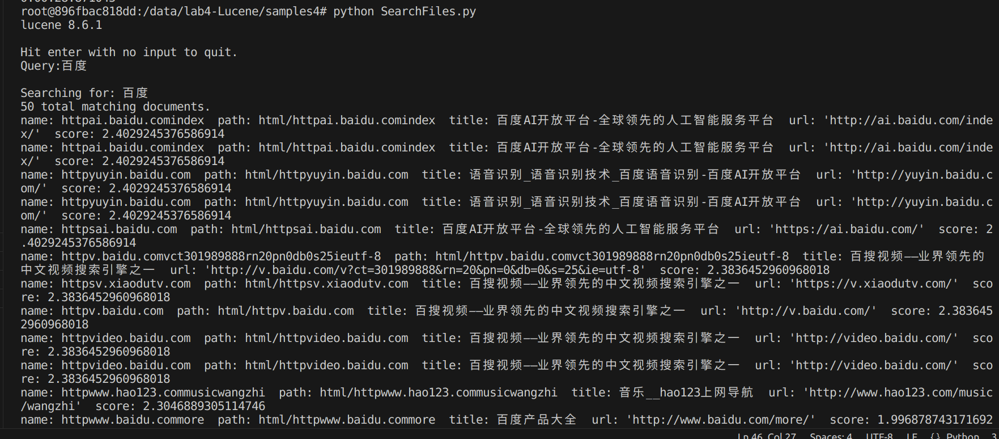 root@896fbac818dd:/data/lab4-Lucene/samples4# python SearchFiles.py
lucene 8.6.1
Hit enter with no input to quit.
Query:百度
Searching for: 百度
50 total matching documents.
name: httpai.baidu.comindex  path: html/httpai.baidu.comindex  title: 百度AI开放平台-全球领先的人工智能服务平台  url: 'http://ai.baidu.com/inde
x/'  score: 2.4029245376586914
name: httpai.baidu.comindex  path: html/httpai.baidu.comindex  title: 百度AI开放平台-全球领先的人工智能服务平台  url: 'http://ai.baidu.com/inde
x/'  score: 2.4029245376586914
name: httpyuyin.baidu.com  path: html/httpyuyin.baidu.com  title: 语音识别_语音识别技术_百度语音识别-百度AI开放平台  url: 'http://yuyin.baidu.c
om/'  score: 2.4029245376586914
name: httpyuyin.baidu.com  path: html/httpyuyin.baidu.com  title: 语音识别_语音识别技术_百度语音识别-百度AI开放平台  url: 'http://yuyin.baidu.c
om/'  score: 2.4029245376586914
name: httpsai.baidu.com  path: html/httpsai.baidu.com  title: 百度AI开放平台-全球领先的人工智能服务平台  url: 'https://ai.baidu.com/'  score: 2
.4029245376586914
name: httpv.baidu.comvct301989888rn20pn0db0s25ieutf-8  path: html/httpv.baidu.comvct301989888rn20pn0db0s25ieutf-8  title: 百搜视频——业界领先的
中文视频搜索引擎之一  url: 'http://v.baidu.com/v?ct=301989888&rn=20&pn=0&db=0&s=25&ie=utf-8'  score: 2.3836452960968018
name: httpsv.xiaodutv.com  path: html/httpsv.xiaodutv.com  title: 百搜视频——业界领先的中文视频搜索引擎之一  url: 'https://v.xiaodutv.com/'  sco
re: 2.3836452960968018
name: httpv.baidu.com  path: html/httpv.baidu.com  title: 百搜视频——业界领先的中文视频搜索引擎之一  url: 'http://v.baidu.com/'  score: 2.383645
2960968018
name: httpvideo.baidu.com  path: html/httpvideo.baidu.com  title: 百搜视频——业界领先的中文视频搜索引擎之一  url: 'http://video.baidu.com/'  sco
re: 2.3836452960968018
name: httpvideo.baidu.com  path: html/httpvideo.baidu.com  title: 百搜视频——业界领先的中文视频搜索引擎之一  url: 'http://video.baidu.com/'  sco
re: 2.3836452960968018
name: httpwww.hao123.commusicwangzhi  path: html/httpwww.hao123.commusicwangzhi  title: 音乐__hao123上网导航  url: 'http://www.hao123.com/music
/wangzhi'  score: 2.3046889305114746
name: httpwww.baidu.commore  path: html/httpwww.baidu.commore  title: 百度产品大全  url: 'http://www.baidu.com/more/'  score: 1.996878743171692
Ln 46, Col 27  Spaces: 4  UTF-8  LF  {} Python  3